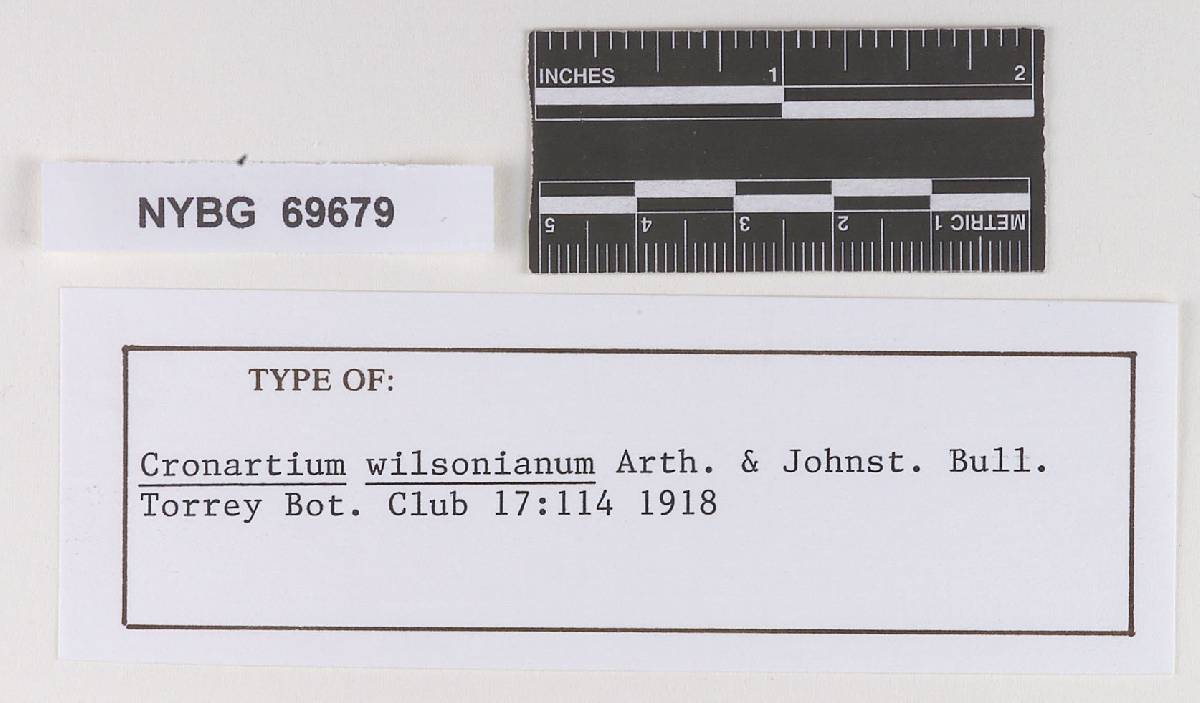 INCHES 1 2
NYBG 69679
5 4 3 2 1 METRIC
TYPE OF:
Cronartium wilsonianum Arth. & Johnst. Bull.
Torrey Bot. Club 17:114 1918